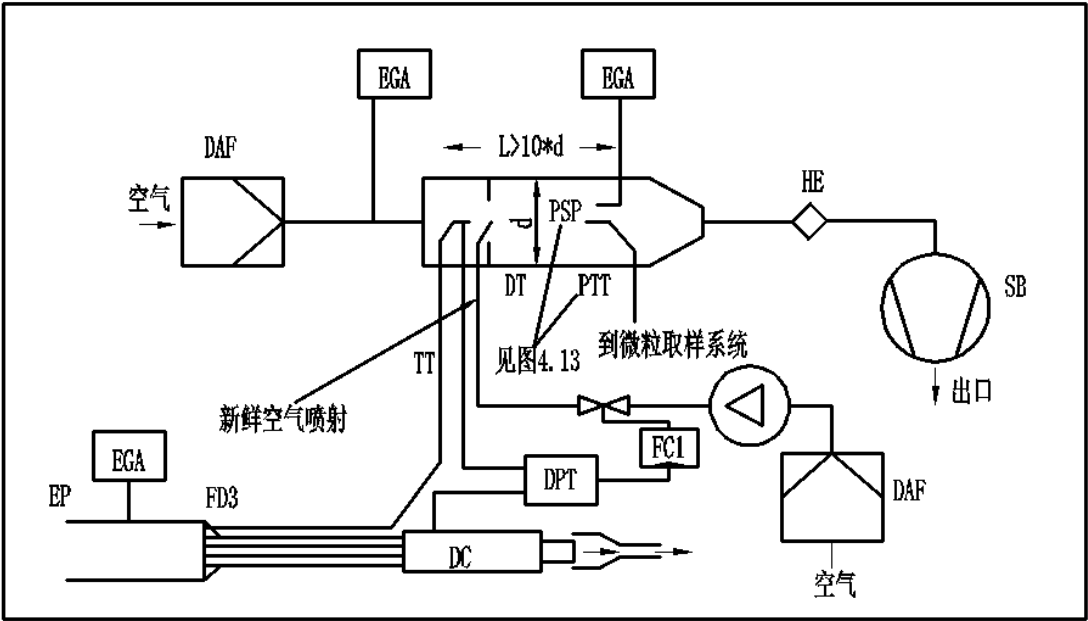 EGA
EGA
L>10*d
DAF
空气
HE
PSP
d
DT
PTT
SB
到微粒取样系统
TT
见图4.13
出口
新鲜空气喷射
EGA
FC1
DPT
DAF
EP
FD3
DC
空气